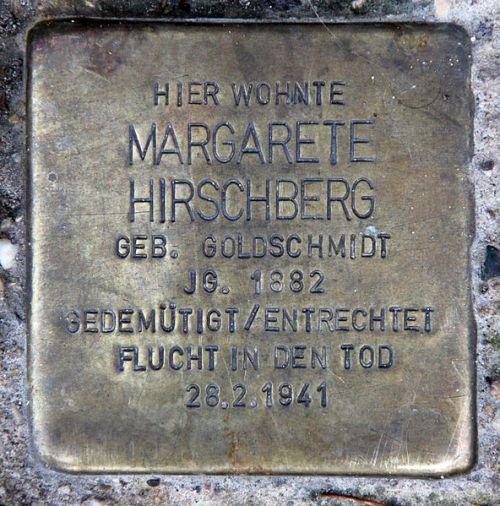 HIER WOHNTE
MARGARETE
HIRSCHBERG
GEB. GOLDSCHMIDT
JG. 1882
GEDEMÜTIGT/ENTRECHTET
FLUCHT IN DEN TOD
28.2.1941